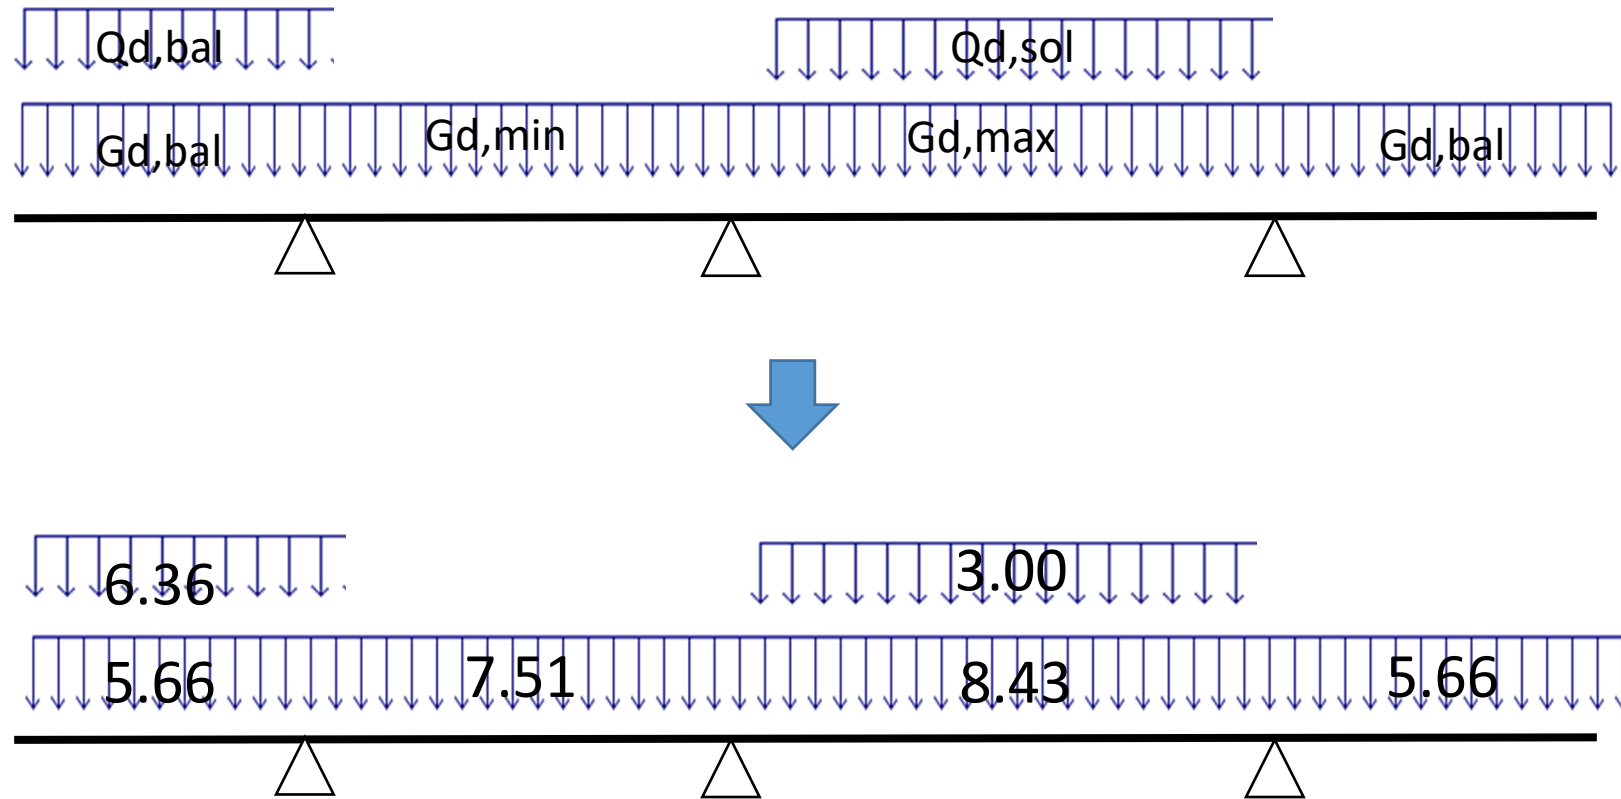 Qd,bal
Qd,sol
Gd,bal
Gd,min
Gd,max
Gd,bal
6.36
3.00
5.66
7.51
8.43
5.66